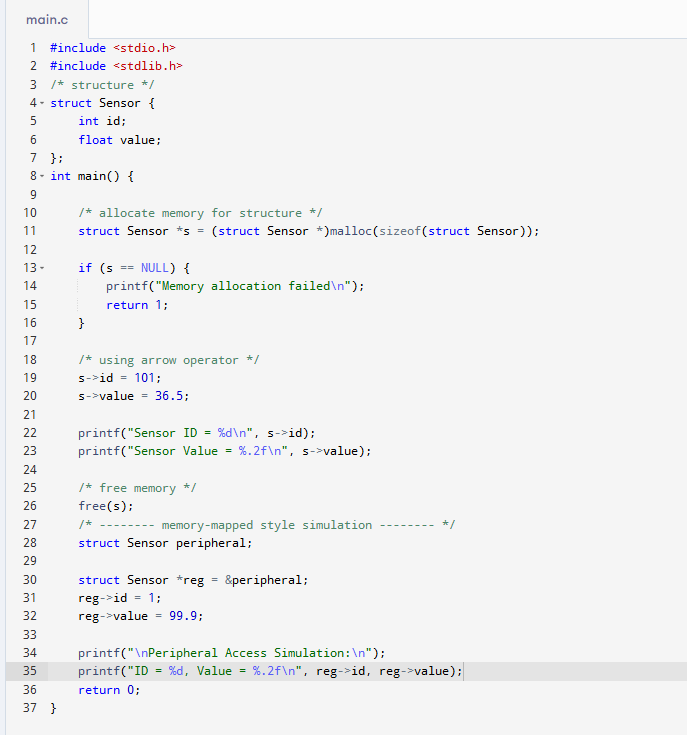 main.c
1 #include <stdio.h>
2 #include <stdlib.h>
3 /* structure */
4 struct Sensor {
5     int id;
6     float value;
7 };
8 int main() {
9
10     /* allocate memory for structure */
11     struct Sensor *s = (struct Sensor *)malloc(sizeof(struct Sensor));
12
13     if (s == NULL) {
14         printf("Memory allocation failed\n");
15         return 1;
16     }
17
18     /* using arrow operator */
19     s->id = 101;
20     s->value = 36.5;
21
22     printf("Sensor ID = %d\n", s->id);
23     printf("Sensor Value = %.2f\n", s->value);
24
25     /* free memory */
26     free(s);
27     /* -------- memory-mapped style simulation -------- */
28     struct Sensor peripheral;
29
30     struct Sensor *reg = &peripheral;
31     reg->id = 1;
32     reg->value = 99.9;
33
34     printf("\nPeripheral Access Simulation:\n");
35     printf("ID = %d, Value = %.2f\n", reg->id, reg->value);
36     return 0;
37 }